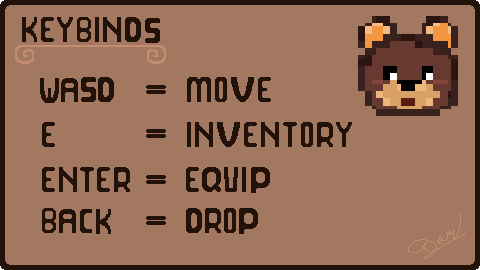 KEYBINDS
WASD = MOVE
E = INVENTORY
ENTER = EQUIP
BACK = DROP